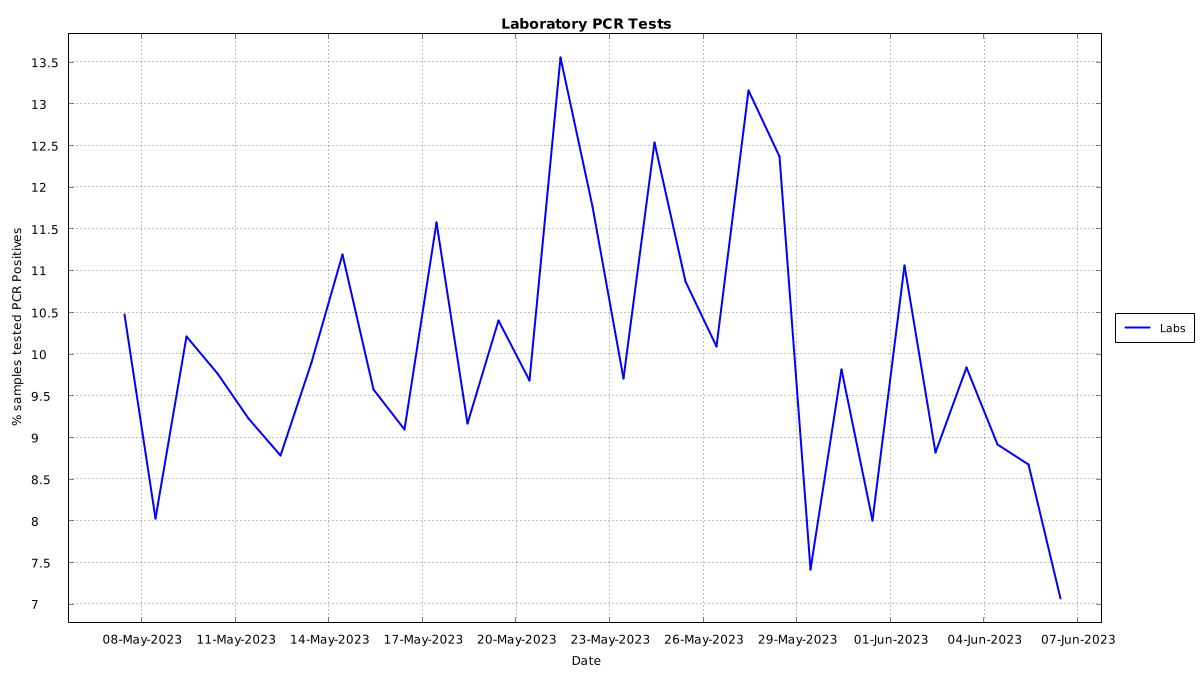 Laboratory PCR Tests
13.5
13
12.5
12
11.5
11
10.5
10
9.5
9
8.5
8
7.5
7
% samples tested PCR Positives
08-May-2023 11-May-2023 14-May-2023 17-May-2023 20-May-2023 23-May-2023 26-May-2023 29-May-2023 01-Jun-2023 04-Jun-2023 07-Jun-2023
Date
Labs